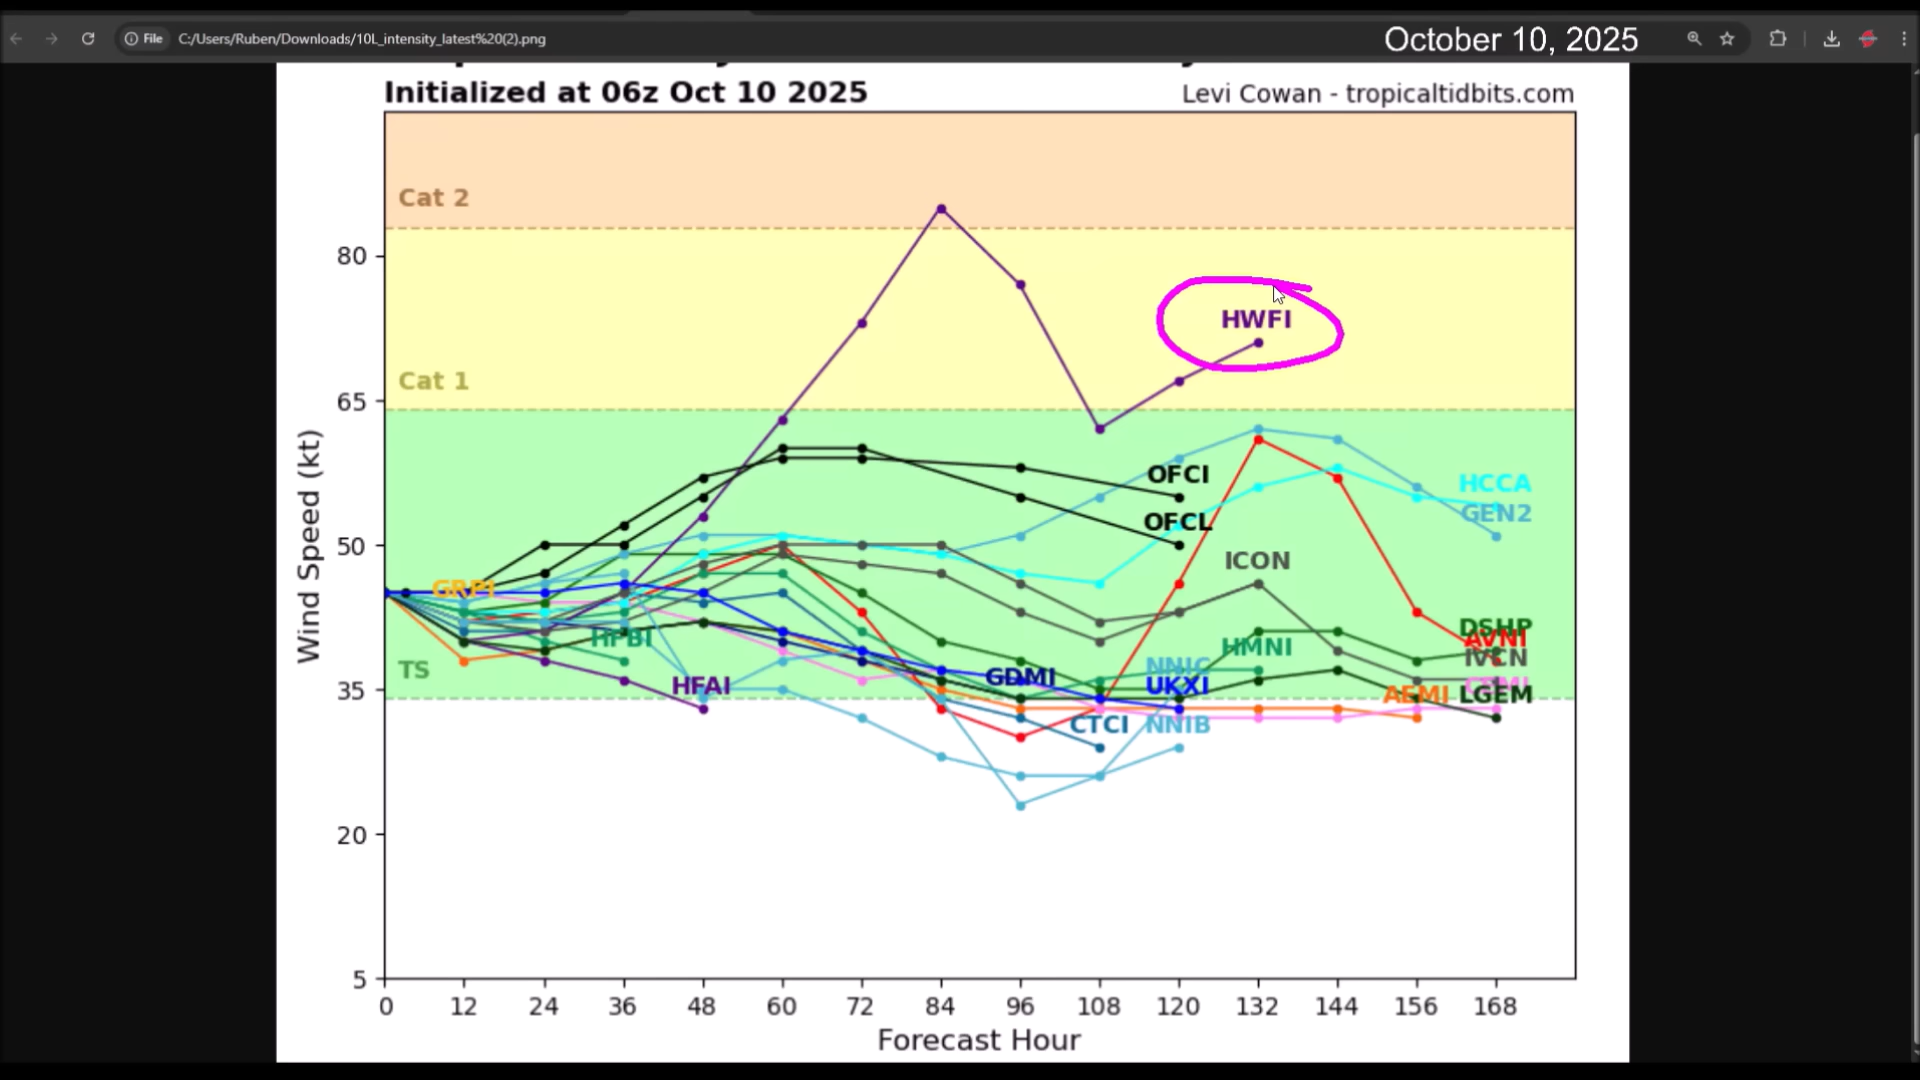 File C:/Users/Ruben/Downloads/10L_intensity_latest%20(2).png
October 10, 2025
Initialized at 06z Oct 10 2025
Levi Cowan - tropicaltidbits.com
Cat 2
80
HWFI
Cat 1
65
Wind Speed (kt)
OFCI
HCCA
GEN2
OFCL
50
ICON
GRPI
DSHP
HFBI
AVNI
HMNI
IVCN
TS
NNIC
GDMI
HFAI
UKXI
35
AEMI
LGEM
CTCI
NNIB
20
5
0 12 24 36 48 60 72 84 96 108 120 132 144 156 168
Forecast Hour